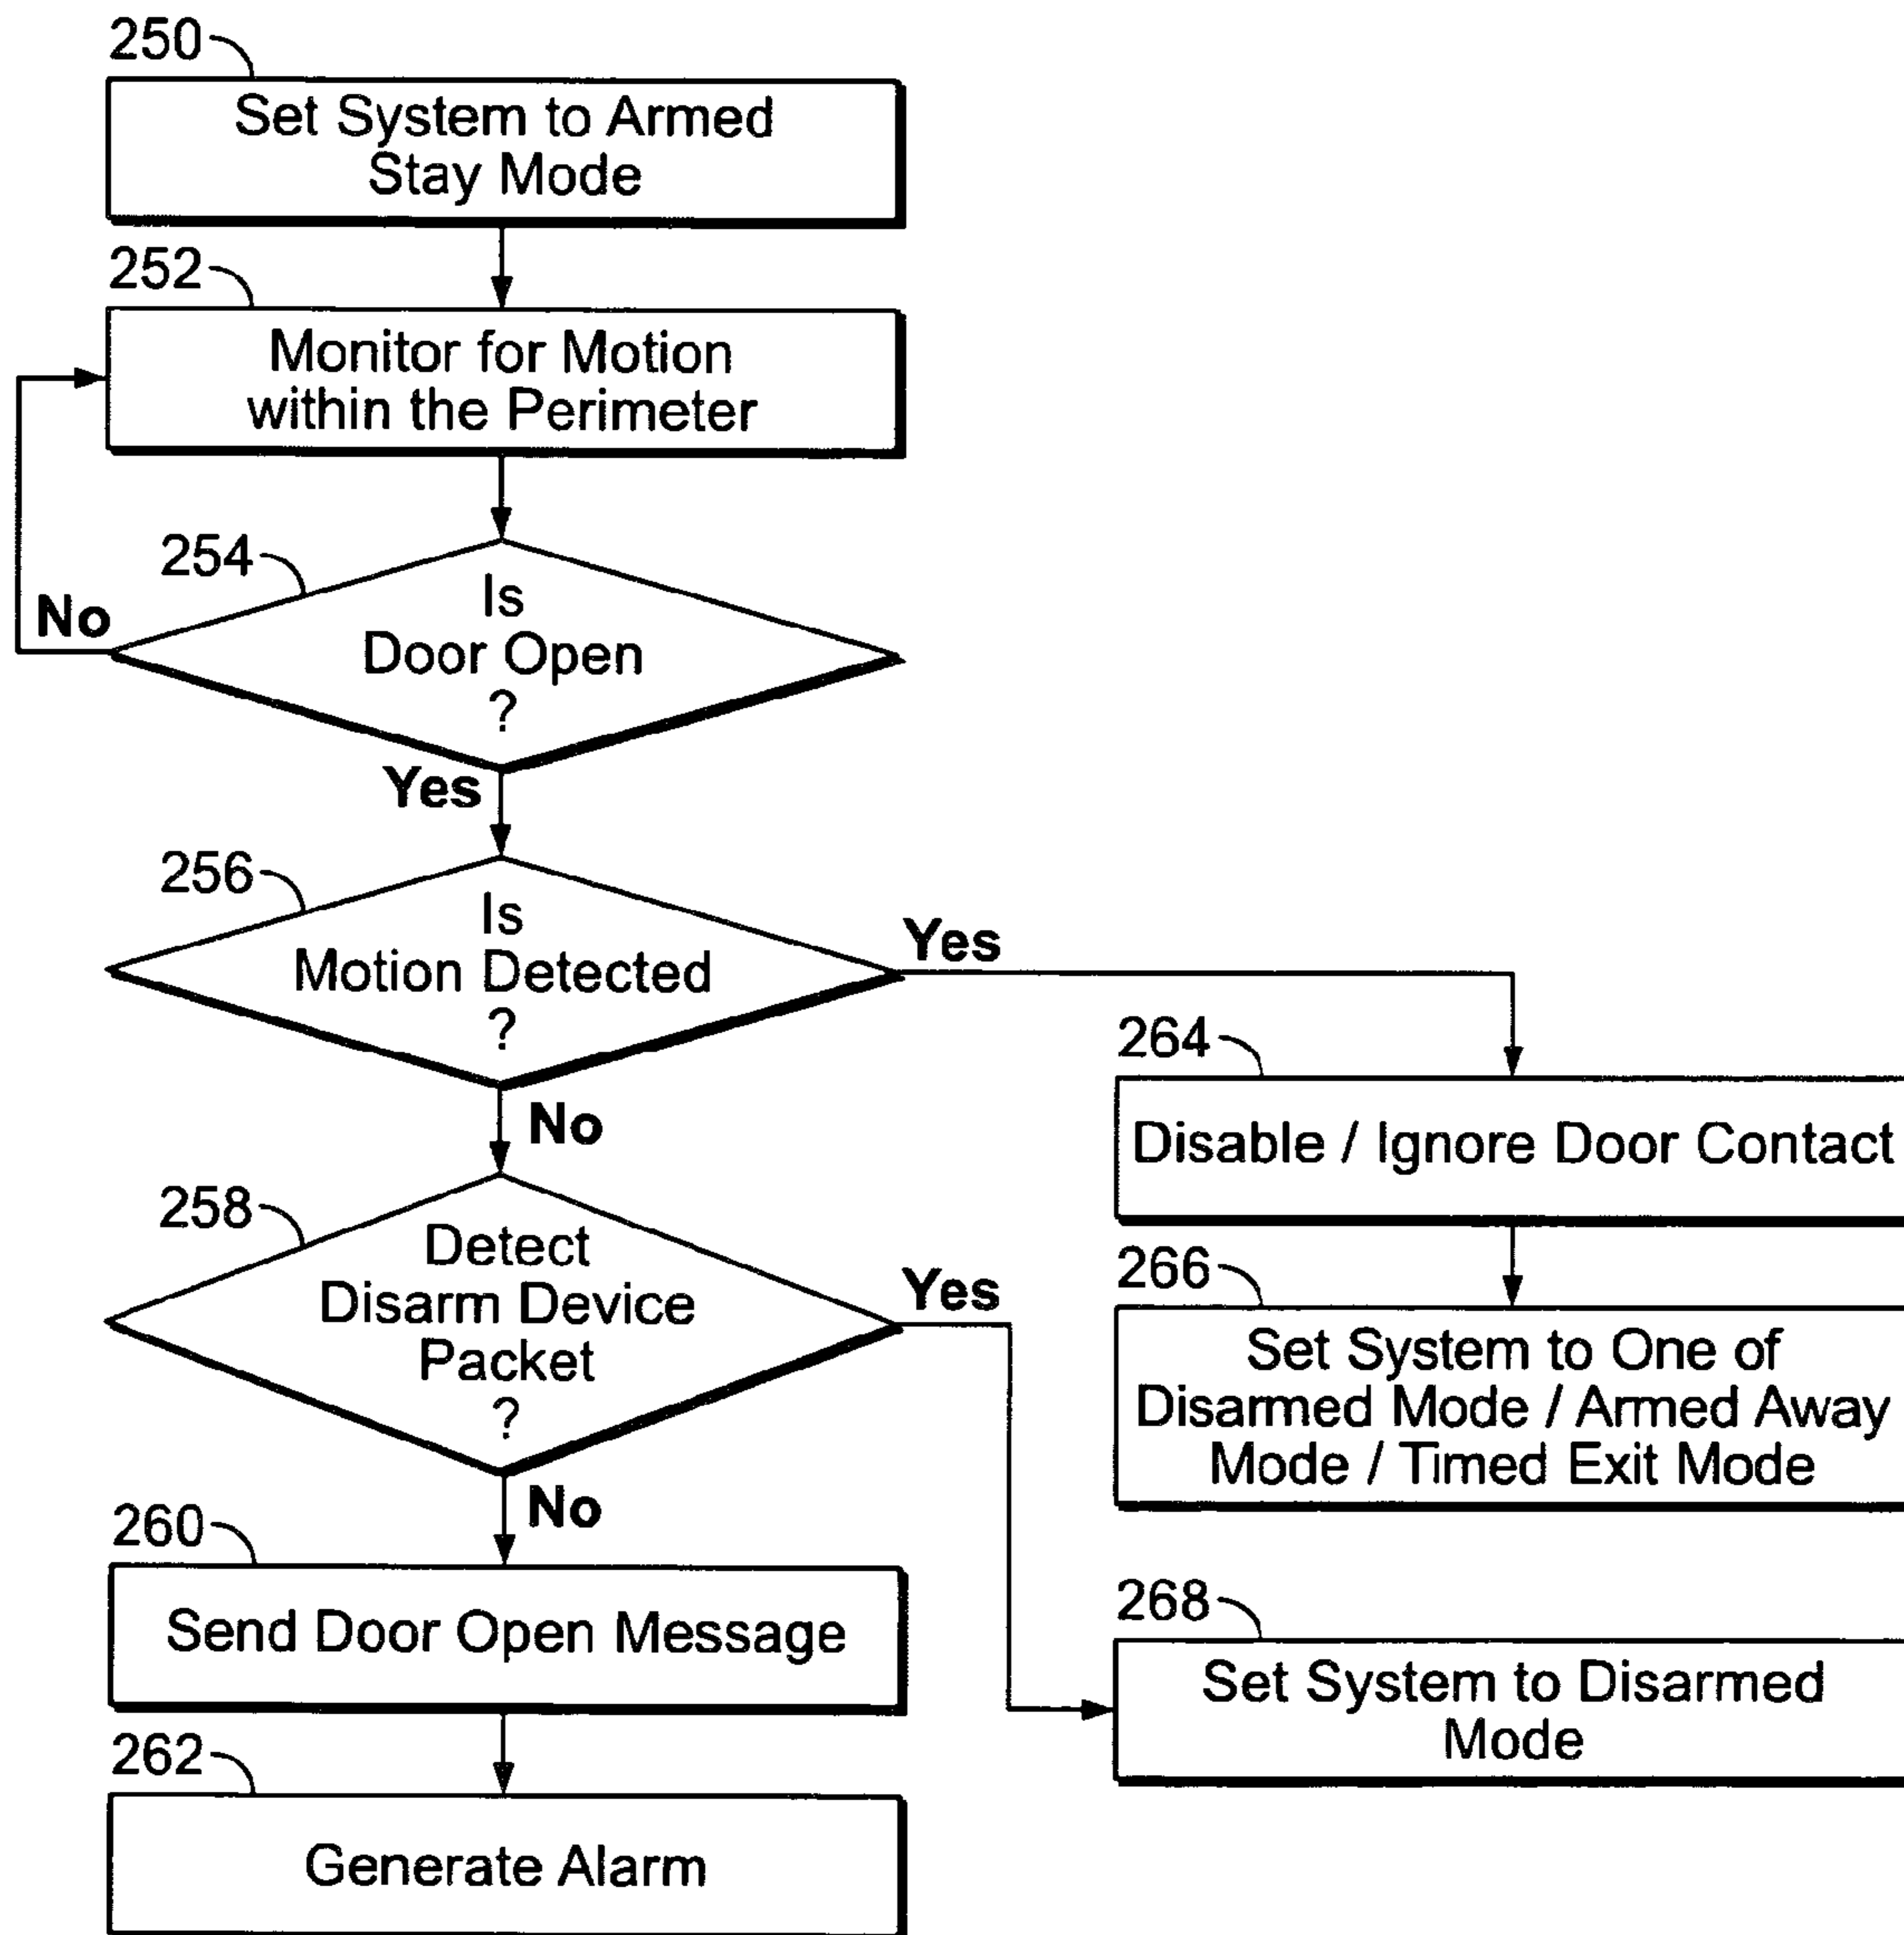 250
Set System to Armed
Stay Mode
252
Monitor for Motion
within the Perimeter
254
Is
Door Open
?
No
Yes
256
Is
Motion Detected
?
Yes
No
264
Disable / Ignore Door Contact
266
Set System to One of
Disarmed Mode / Armed Away
Mode / Timed Exit Mode
258
Detect
Disarm Device
Packet
?
Yes
No
260
Send Door Open Message
268
Set System to Disarmed
Mode
262
Generate Alarm